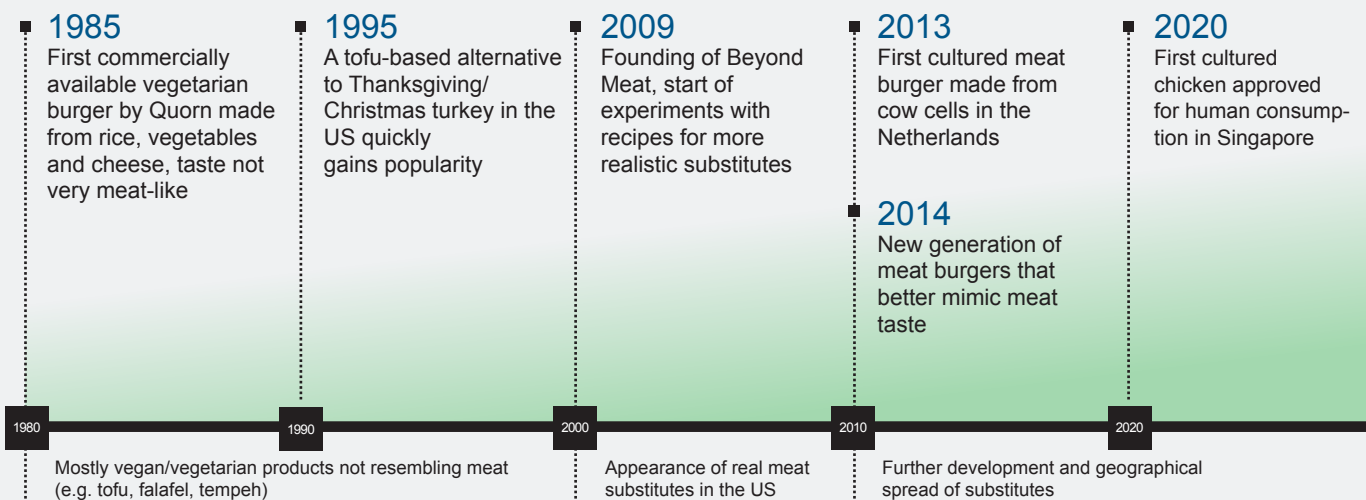 1985
First commercially
available vegetarian
burger by Quorn made
from rice, vegetables
and cheese, taste not
very meat-like
1995
A tofu-based alternative
to Thanksgiving/
Christmas turkey in the
US quickly
gains popularity
2009
Founding of Beyond
Meat, start of
experiments with
recipes for more
realistic substitutes
2013
First cultured meat
burger made from
cow cells in the
Netherlands
2014
New generation of
meat burgers that
better mimic meat
taste
2020
First cultured
chicken approved
for human consump-
tion in Singapore
1980
1990
2000
2010
2020
Mostly vegan/vegetarian products not resembling meat
(e.g. tofu, falafel, tempeh)
Appearance of real meat
substitutes in the US
Further development and geographical
spread of substitutes